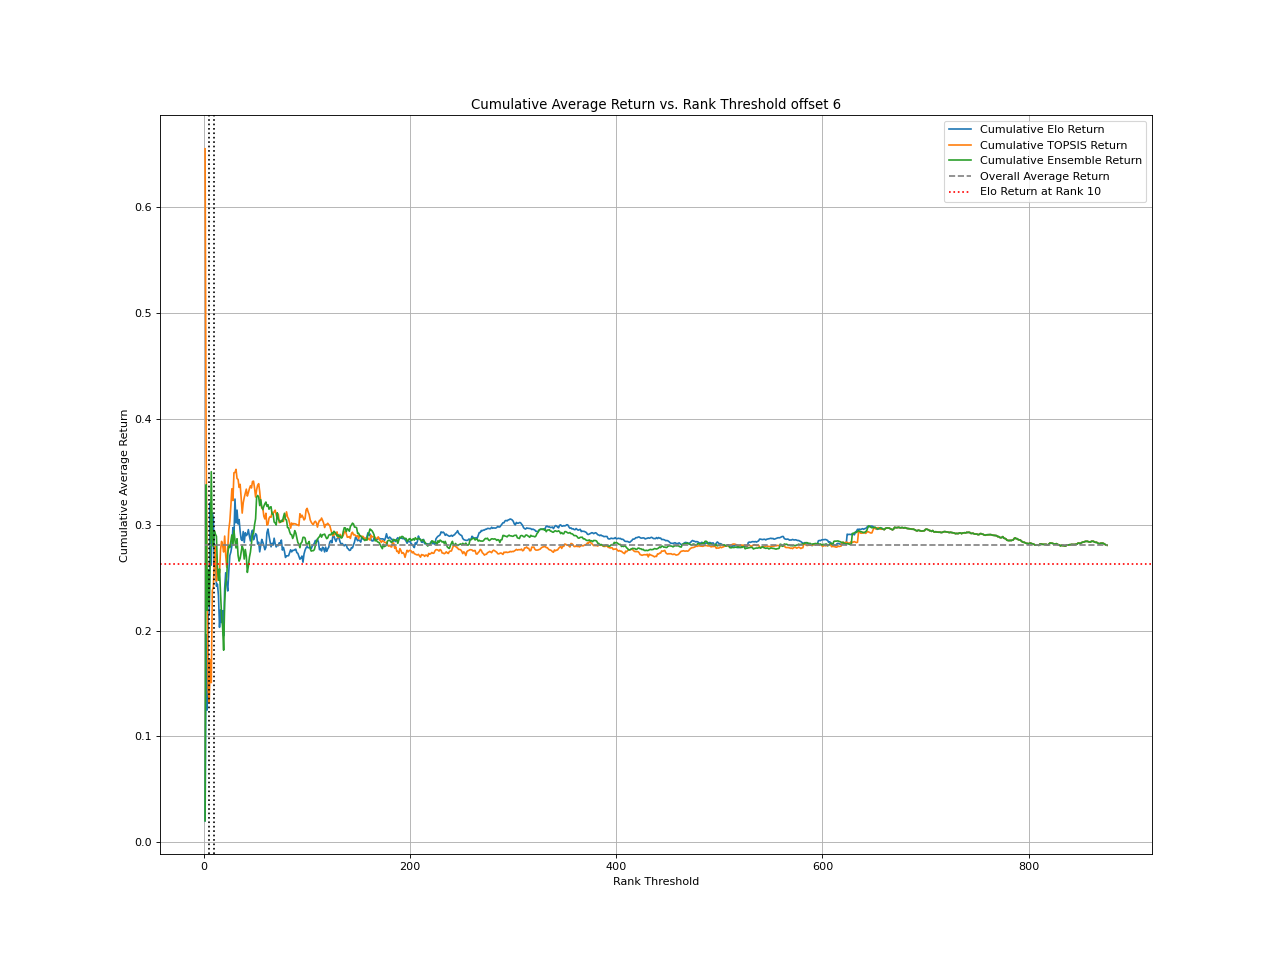 Cumulative Average Return vs. Rank Threshold offset 6
Cumulative Elo Return
Cumulative TOPSIS Return
Cumulative Ensemble Return
Overall Average Return
Elo Return at Rank 10
Cumulative Average Return
0.6
0.5
0.4
0.3
0.2
0.1
0.0
0
200
400
600
800
Rank Threshold